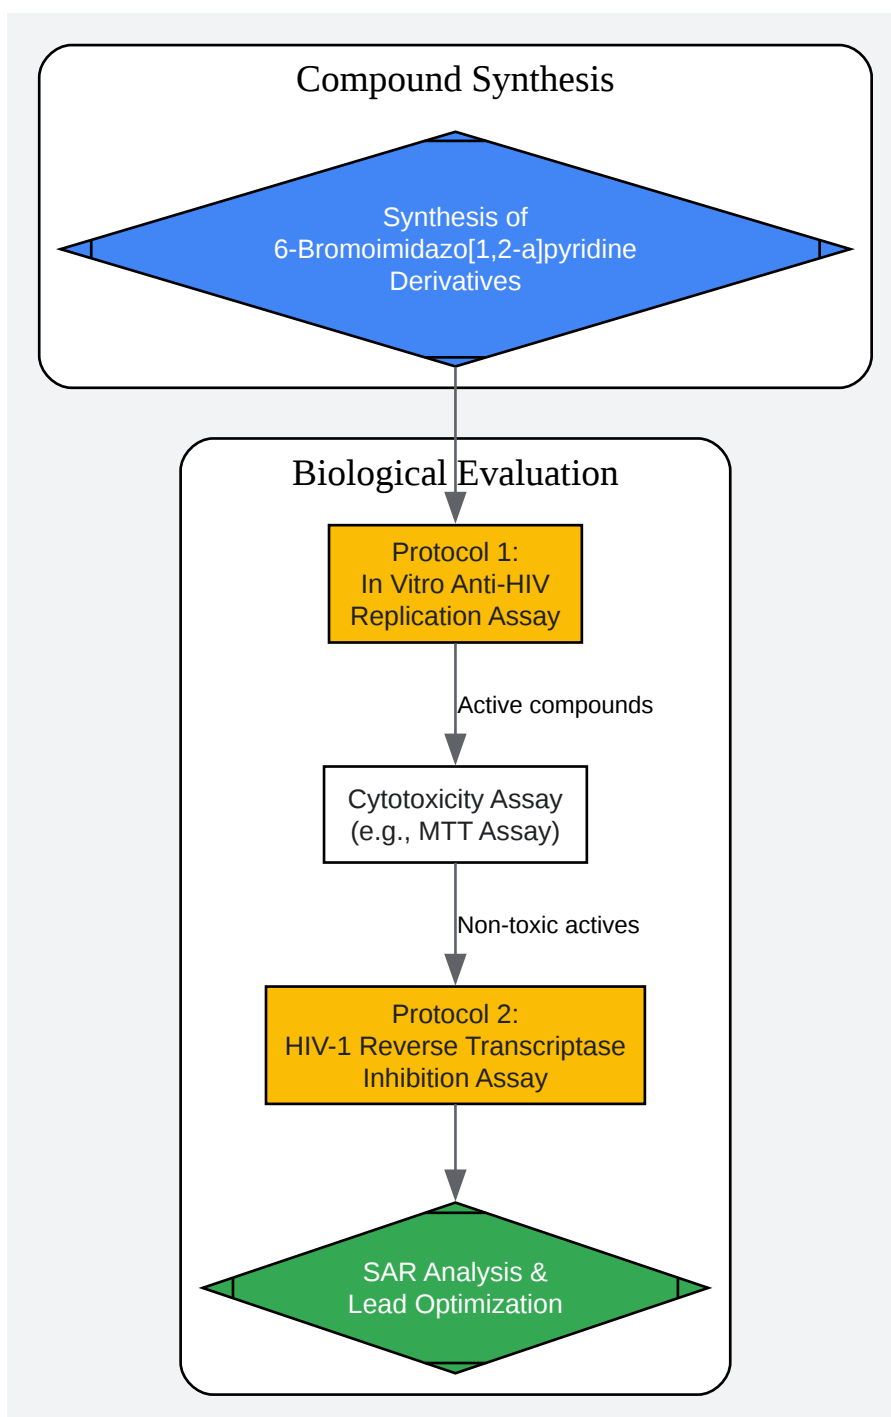 Compound Synthesis
Synthesis of
6-Bromoimidazo[1,2-a]pyridine
Derivatives
Biological Evaluation
Protocol 1:
In Vitro Anti-HIV
Replication Assay
Active compounds
Cytotoxicity Assay
(e.g., MTT Assay)
Non-toxic actives
Protocol 2:
HIV-1 Reverse Transcriptase
Inhibition Assay
SAR Analysis &
Lead Optimization